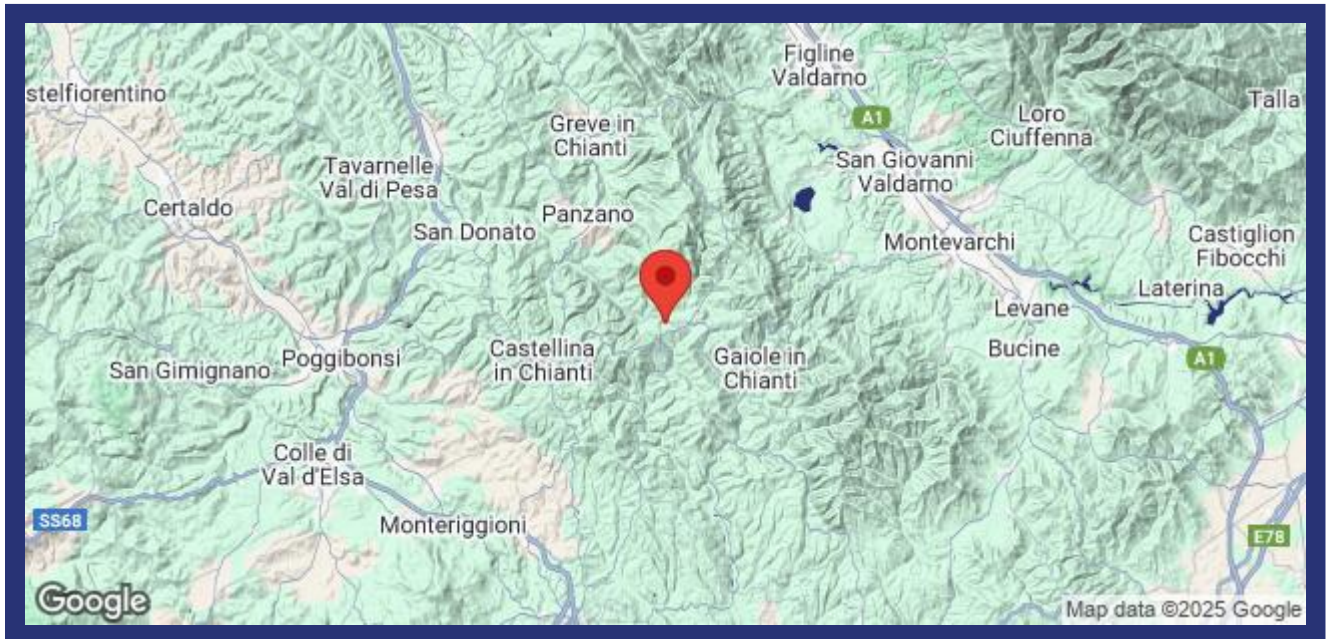 Figline
Valdarno
stelfiorentino
Talla
A1
Loro
Ciuffenna
Greve in
Chianti
Tavarnelle
Val di Pesa
San Giovanni
Valdarno
Certaldo
Panzano
San Donato
Montevarchi
Castiglion
Fibocchi
Laterina
Levane
Castellina
in Chianti
Gaiole in
Chianti
Bucine
A1
Poggibonsi
San Gimignano
Colle di
Val d'Elsa
SS68
Monteriggioni
E78
Google
Map data ©2025 Google